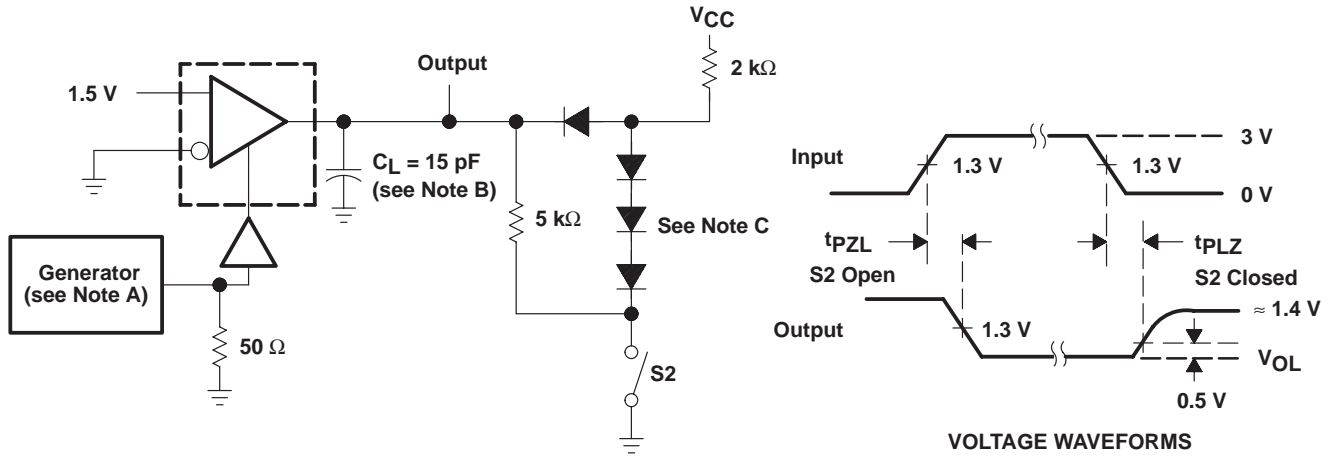 VCC
2 kΩ
Output
1.5 V
CL = 15 pF
(see Note B)
5 kΩ
See Note C
Generator
(see Note A)
50 Ω
S2
Input
3 V
1.3 V
1.3 V
0 V
tPZL
tPLZ
S2 Open
S2 Closed
≈ 1.4 V
Output
1.3 V
VOL
0.5 V
VOLTAGE WAVEFORMS